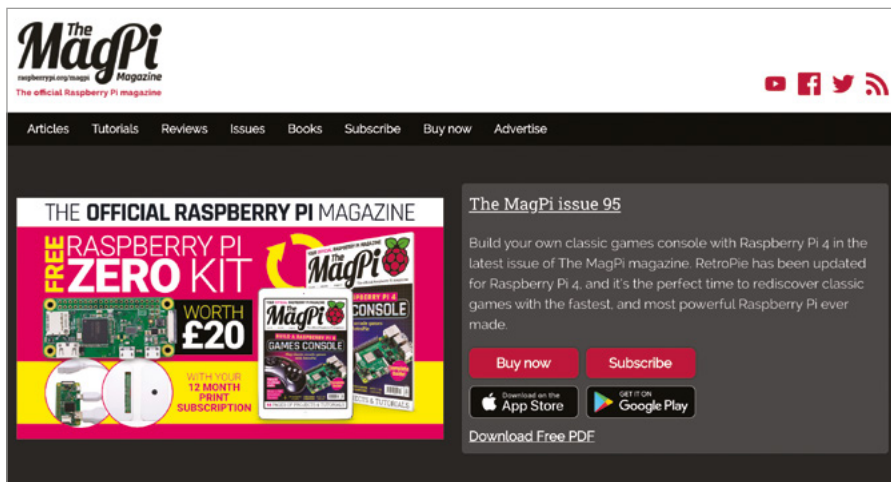 The
MagPi
raspberrypi.org/magpi Magazine
The official Raspberry Pi magazine
Articles Tutorials Reviews Issues Books Subscribe Buy now Advertise
THE OFFICIAL RASPBERRY PI MAGAZINE
FREE
RASPBERRY PI
ZERO KIT
WORTH
£20
WITH YOUR
12 MONTH
PRINT
SUBSCRIPTION
MagPi
CONSOLE
MagPi
BUILD A RASPBERRY PI 4
GAMES CONSOLE
The MagPi issue 95
Build your own classic games console with Raspberry Pi 4 in the
latest issue of The MagPi magazine. RetroPie has been updated
for Raspberry Pi 4, and it's the perfect time to rediscover classic
games with the fastest, and most powerful Raspberry Pi ever
made.
Buy now Subscribe
Download on the
App Store
GET IT ON
Google Play
Download Free PDF